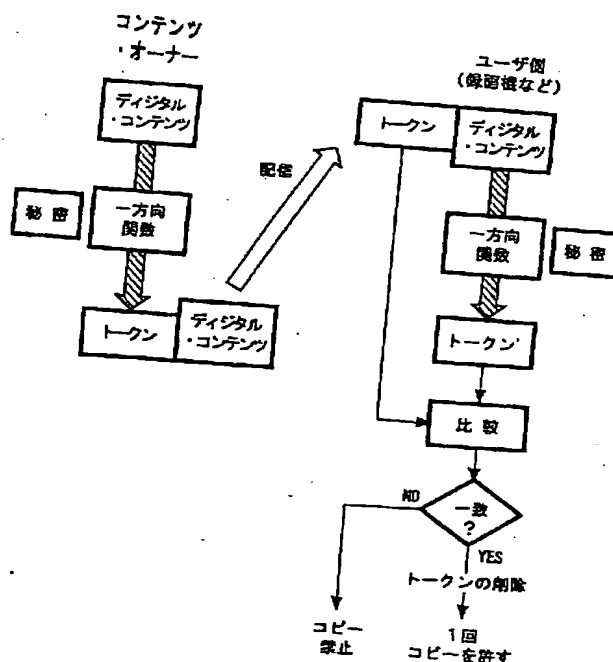 コンテンツ
・オーナー
ディジタル
・コンテンツ
秘密
一方向
関数
トークン
ディジタル
・コンテンツ
配信
ユーザ側
(録画機など)
トークン
ディジタル
・コンテンツ
一方向
関数
秘密
トークン'
比較
一致
?
NO
YES
トークンの削除
コピー
禁止
1回
コピーを許す